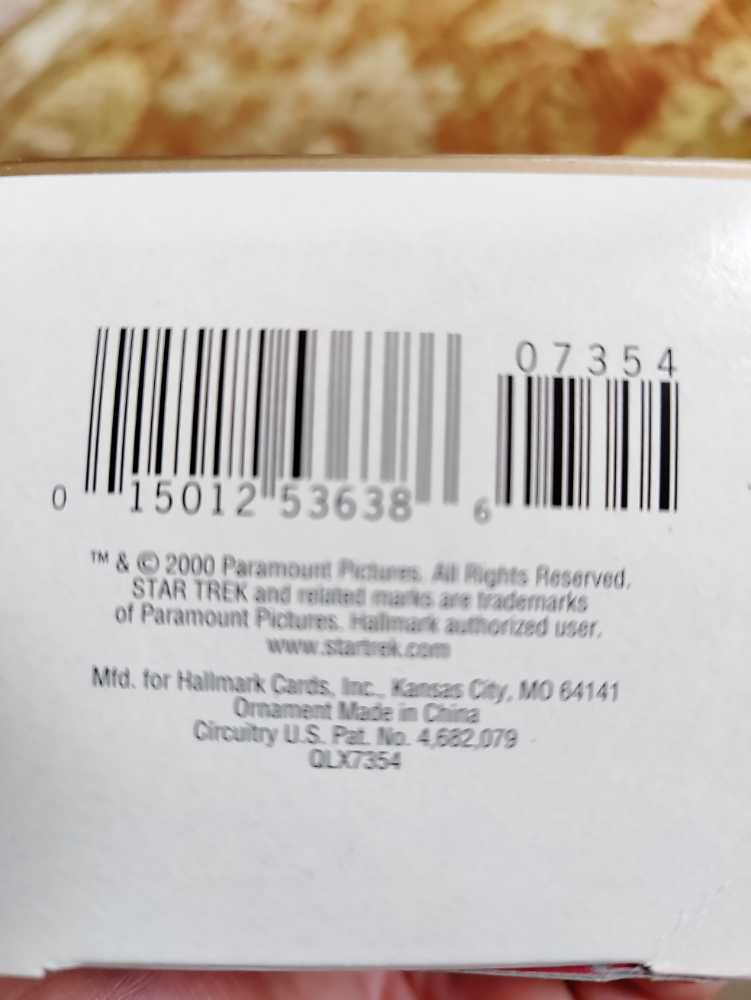 07354
0 15012 53638 6
™ & © 2000 Paramount Pictures. All Rights Reserved.
STAR TREK and related marks are trademarks
of Paramount Pictures. Hallmark authorized user.
www.startrek.com
Mfd. for Hallmark Cards, Inc., Kansas City, MO 64141
Ornament Made in China
Circuitry U.S. Pat. No. 4,682,079
QLX7354